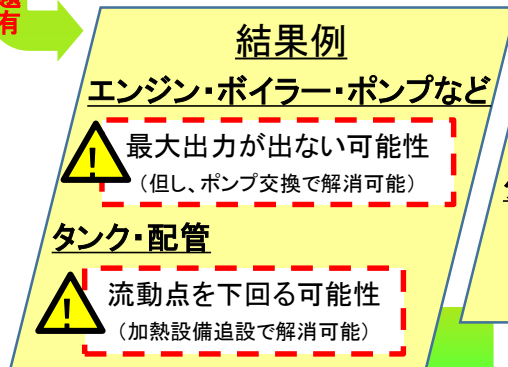 題
有
結果例
エンジン・ボイラー・ポンプなど
!
最大出力が出ない可能性
(但し、ポンプ交換で解消可能)
タンク・配管
!
流動点を下回る可能性
(加熱設備追設で解消可能)